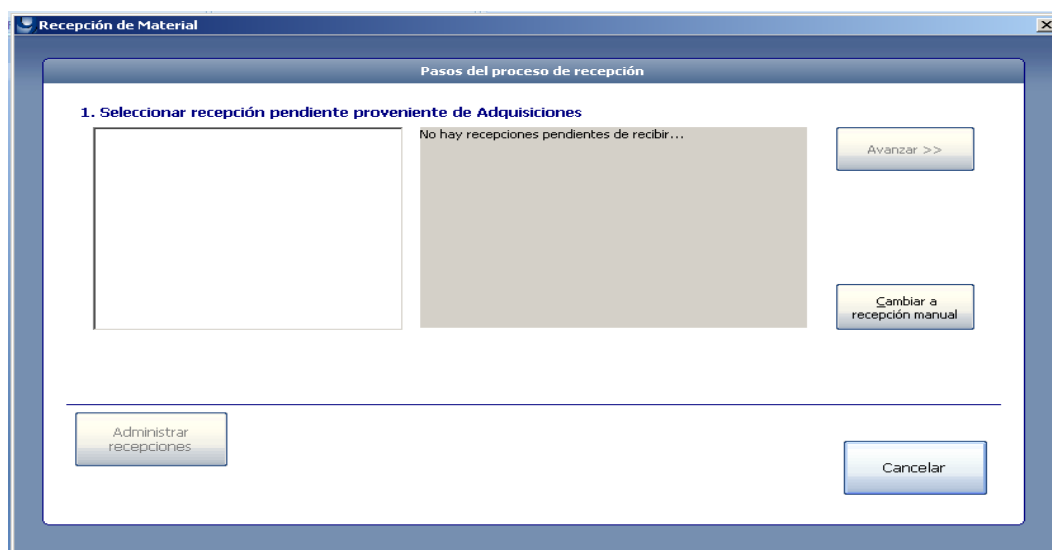 Recepción de Material
Pasos del proceso de recepción
1. Seleccionar recepción pendiente proveniente de Adquisiciones
No hay recepciones pendientes de recibir...
Avanzar >>
Cambiar a
recepción manual
Administrar
recepciones
Cancelar